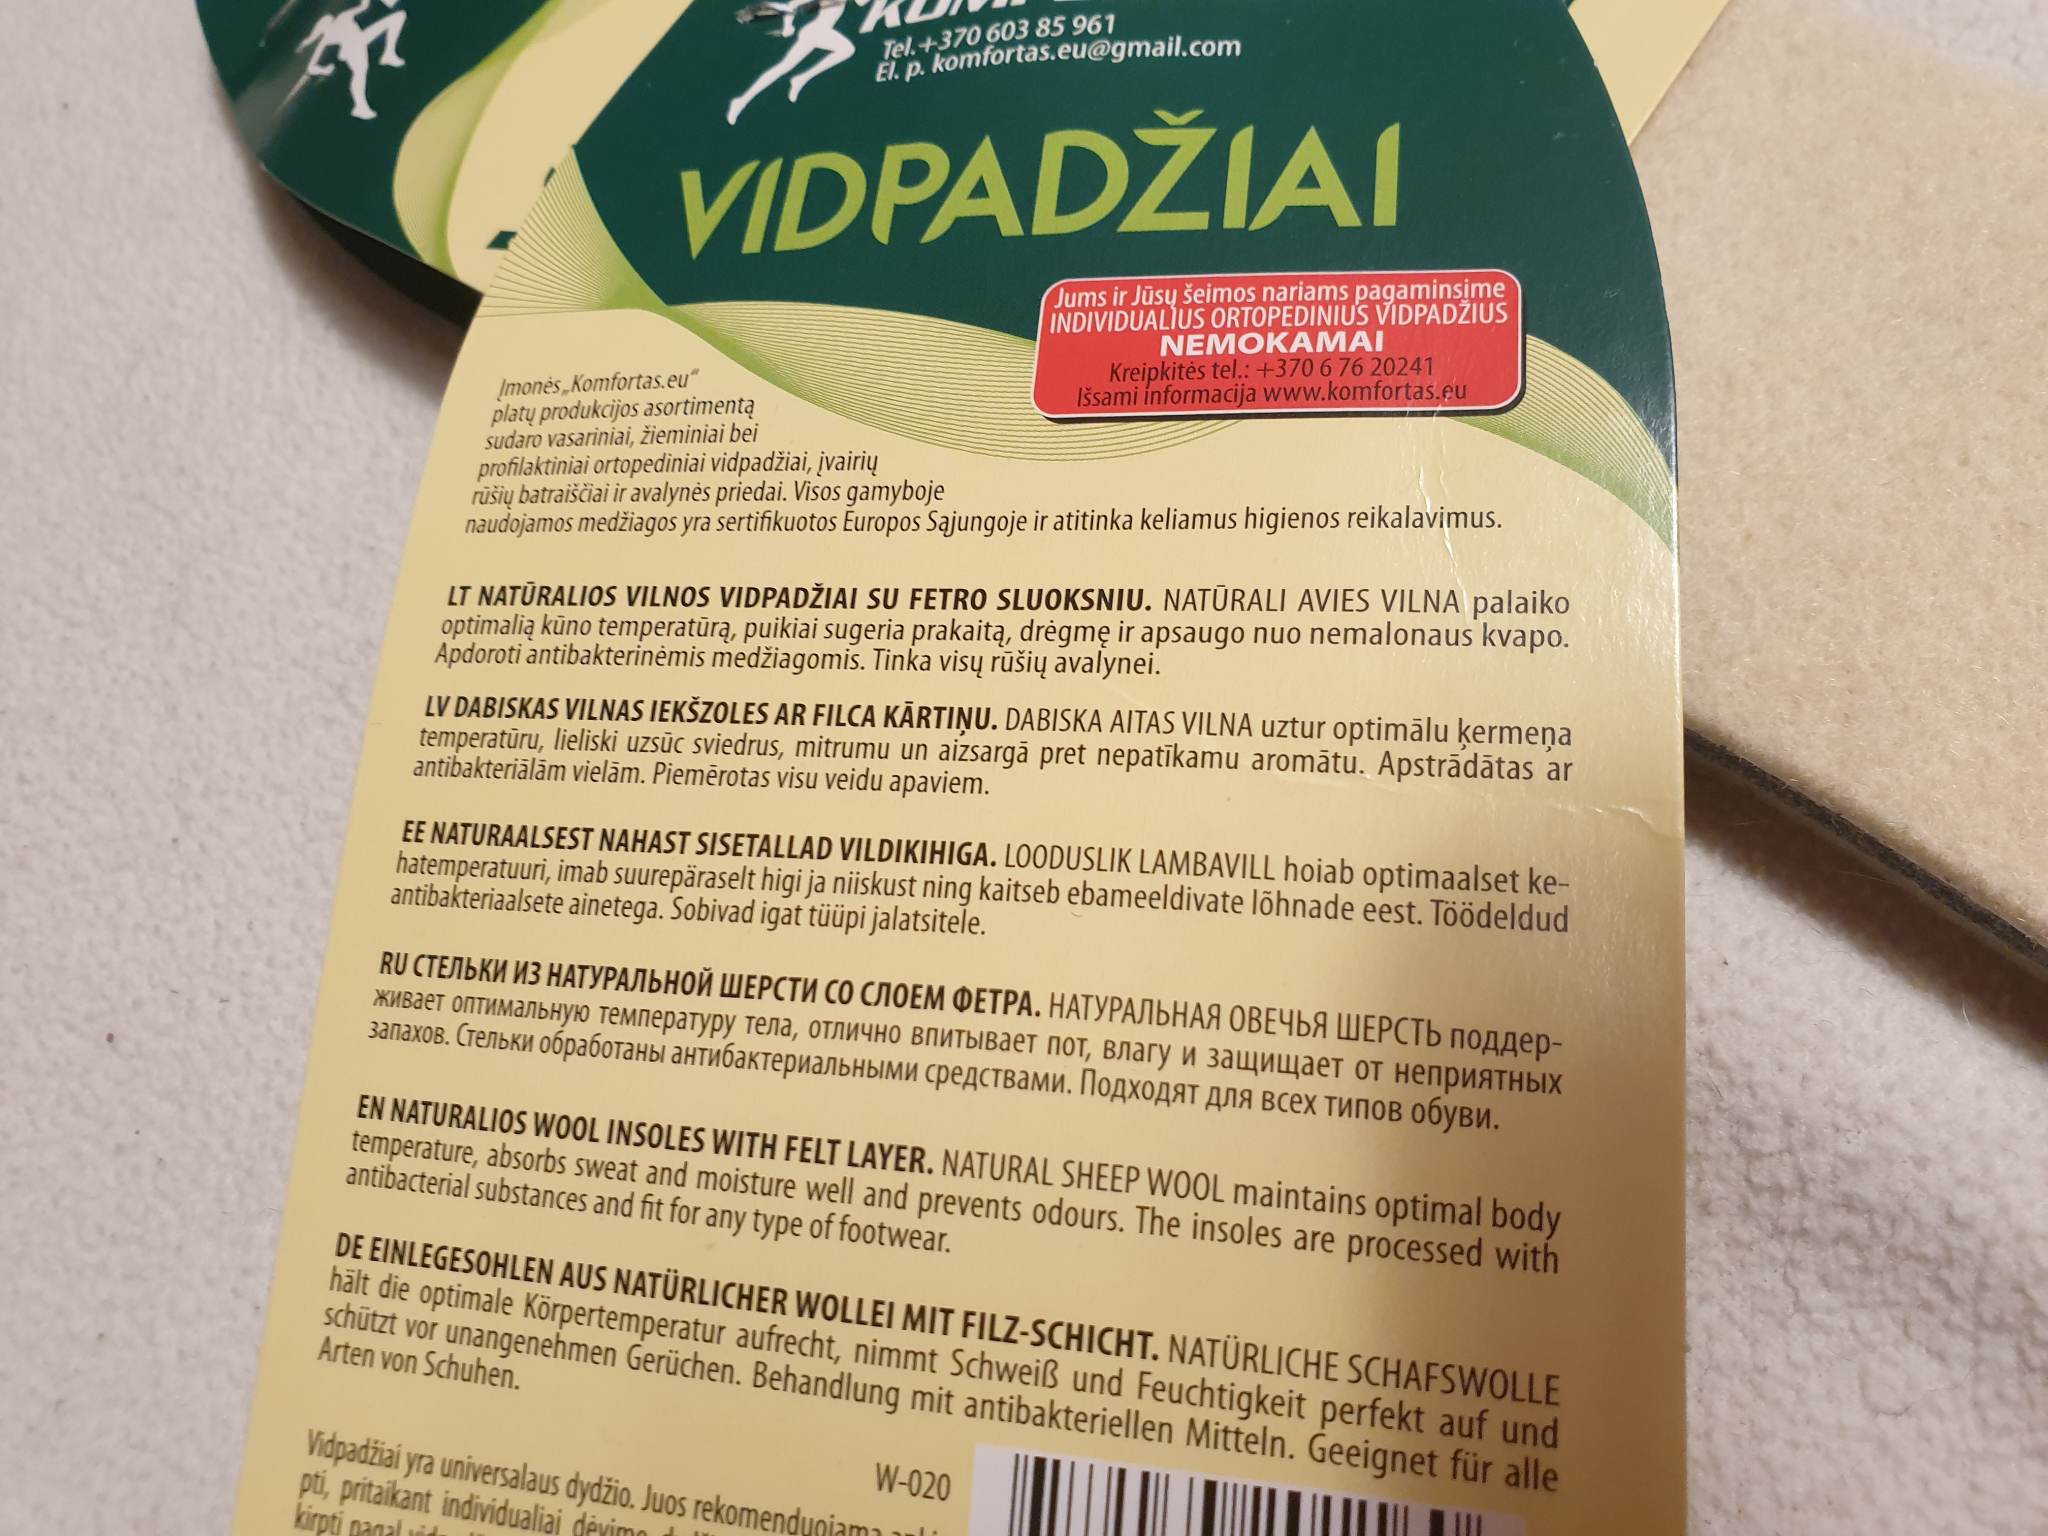 Tel.+370 603 85 961
El. p. komfortas.eu@gmail.com
VIDPADŽIAI
Jums ir Jūsų šeimos nariams pagaminsime
INDIVIDUALIUS ORTOPEDINIUS VIDPADŽIUS
NEMOKAMAI
Kreipkitės tel.: +370 6 76 20241
Išsami informacija www.komfortas.eu
Įmonės „Komfortas.eu“
platų produkcijos asortimentą
sudaro vasariniai, žieminiai bei
profilaktiniai ortopediniai vidpadžiai, įvairių
rūšių batraiščiai ir avalynės priedai. Visos gamyboje
naudojamos medžiagos yra sertifikuotos Europos Sąjungoje ir atitinka keliamus higienos reikalavimus.
LT NATŪRALIOS VILNOS VIDPADŽIAI SU FETRO SLUOKSNIU. NATŪRALI AVIES VILNA palaiko
optimalią kūno temperatūrą, puikiai sugeria prakaitą, drėgmę ir apsaugo nuo nemalonaus kvapo.
Apdoroti antibakterinėmis medžiagomis. Tinka visų rūšių avalynei.
LV DABISKAS VILNAS IEKŠZOLES AR FILCA KĀRTIŅU. DABISKA AITAS VILNA uztur optimālu ķermeņa
temperatūru, lieliski uzsūc sviedrus, mitrumu un aizsargā pret nepatīkamu aromātu. Apstrādātas ar
antibakteriālām vielām. Piemērotas visu veidu apaviem.
EE NATURAALSEST NAHAST SISETALLAD VILDIKIHIGA. LOODUSLIK LAMBAVILL hoiab optimaalset ke-
hatemperatuuri, imab suurepäraselt higi ja niiskust ning kaitseb ebameeldivate lõhnade eest. Töödeldud
antibakteriaalsete ainetega. Sobivad igat tüüpi jalatsitele.
RU СТЕЛЬКИ ИЗ НАТУРАЛЬНОЙ ШЕРСТИ СО СЛОЕМ ФЕТРА. НАТУРАЛЬНАЯ ОВЕЧЬЯ ШЕРСТЬ поддер-
живает оптимальную температуру тела, отлично впитывает пот, влагу и защищает от неприятных
запахов. Стельки обработаны антибактериальными средствами. Подходят для всех типов обуви.
EN NATURALIOS WOOL INSOLES WITH FELT LAYER. NATURAL SHEEP WOOL maintains optimal body
temperature, absorbs sweat and moisture well and prevents odours. The insoles are processed with
antibacterial substances and fit for any type of footwear.
DE EINLEGESOHLEN AUS NATÜRLICHER WOLLEI MIT FILZ-SCHICHT. NATÜRLICHE SCHAFSWOLLE
hält die optimale Körpertemperatur aufrecht, nimmt Schweiß und Feuchtigkeit perfekt auf und
schützt vor unangenehmen Gerüchen. Behandlung mit antibakteriellen Mitteln. Geeignet für alle
Arten von Schuhen.
W-020
Vidpadžiai yra universalaus dydžio. Juos rekomenduojama
pti, pritaikant individualiai dėvimo
kirpti pagal